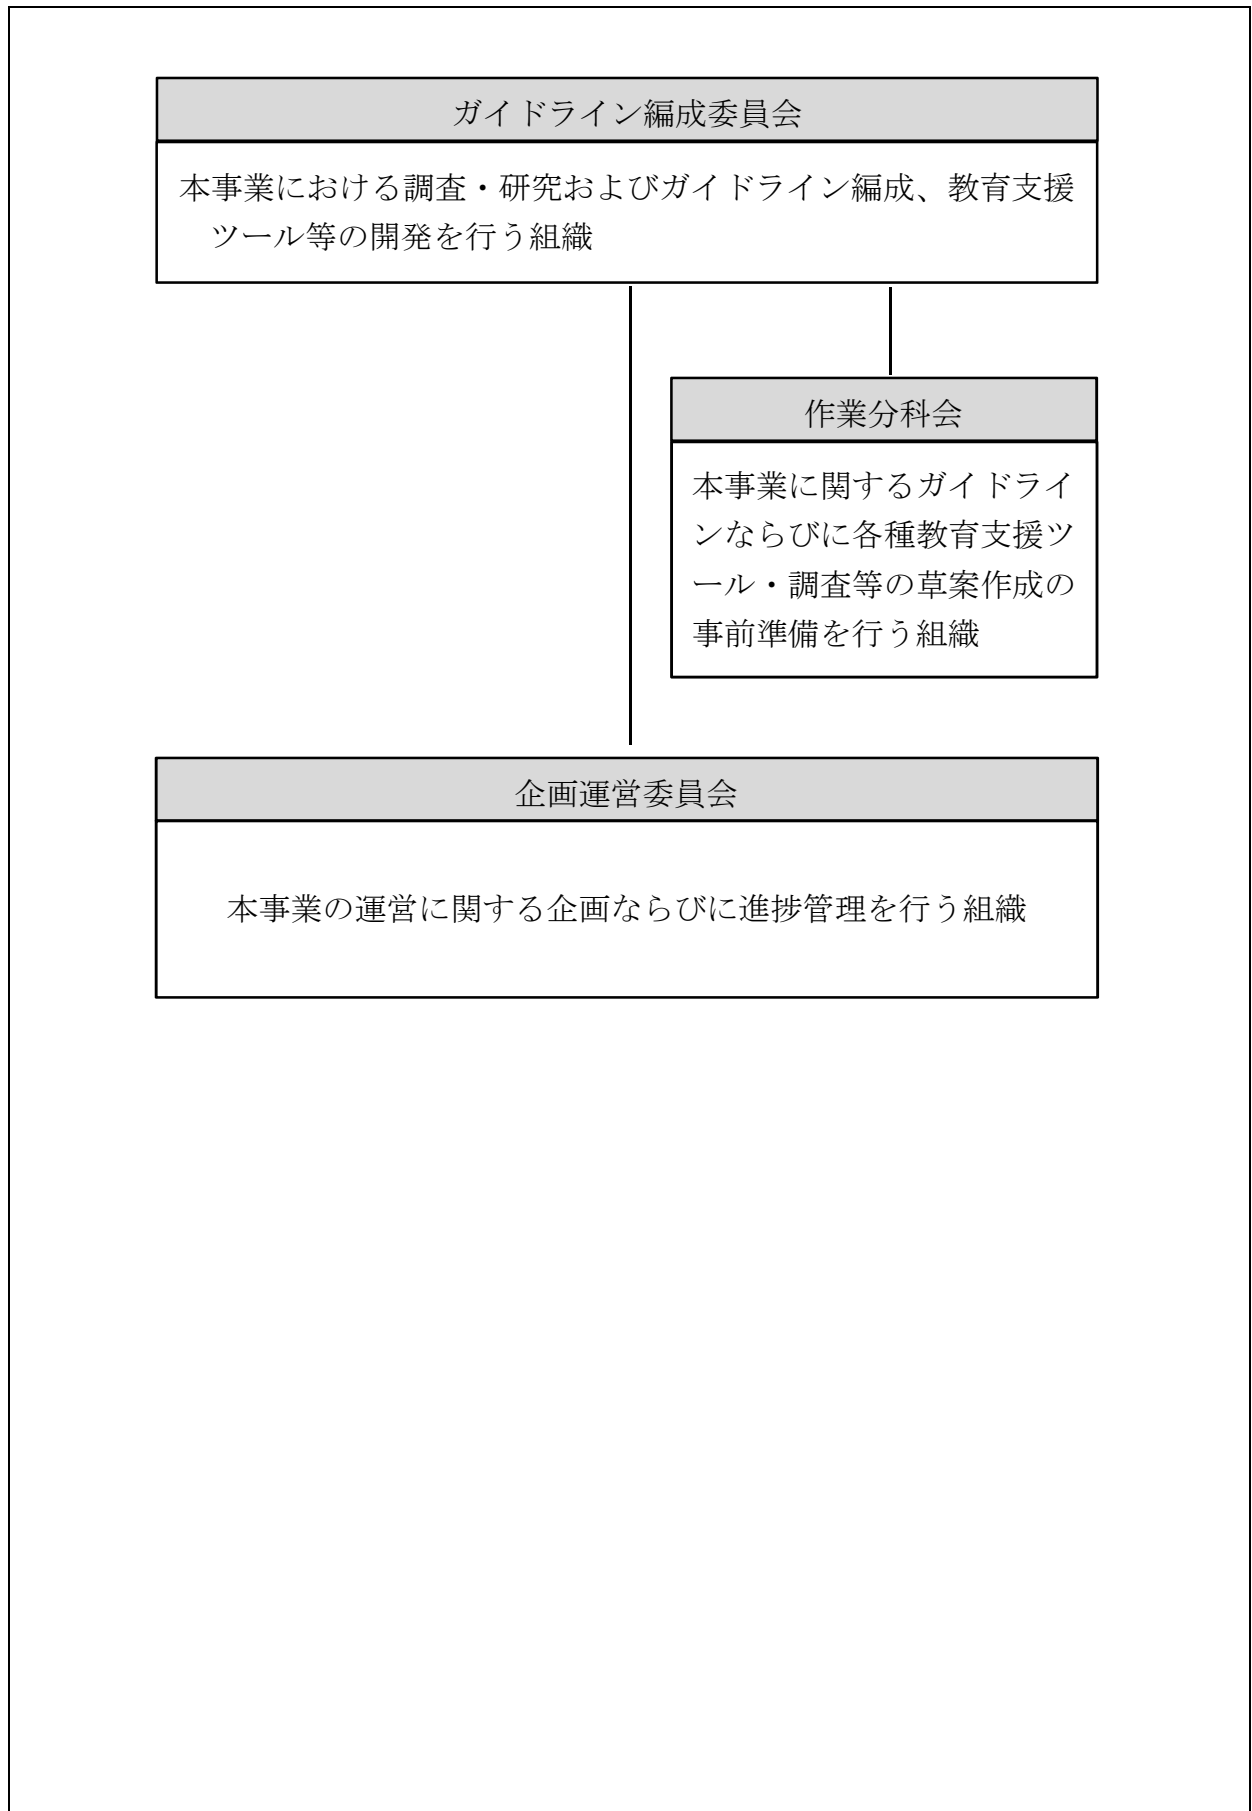 ガイドライン編成委員会
本事業における調査・研究およびガイドライン編成、教育支援
ツール等の開発を行う組織
作業分科会
本事業に関するガイドライ
ンならびに各種教育支援ツ
ール・調査等の草案作成の
事前準備を行う組織
企画運営委員会
本事業の運営に関する企画ならびに進捗管理を行う組織